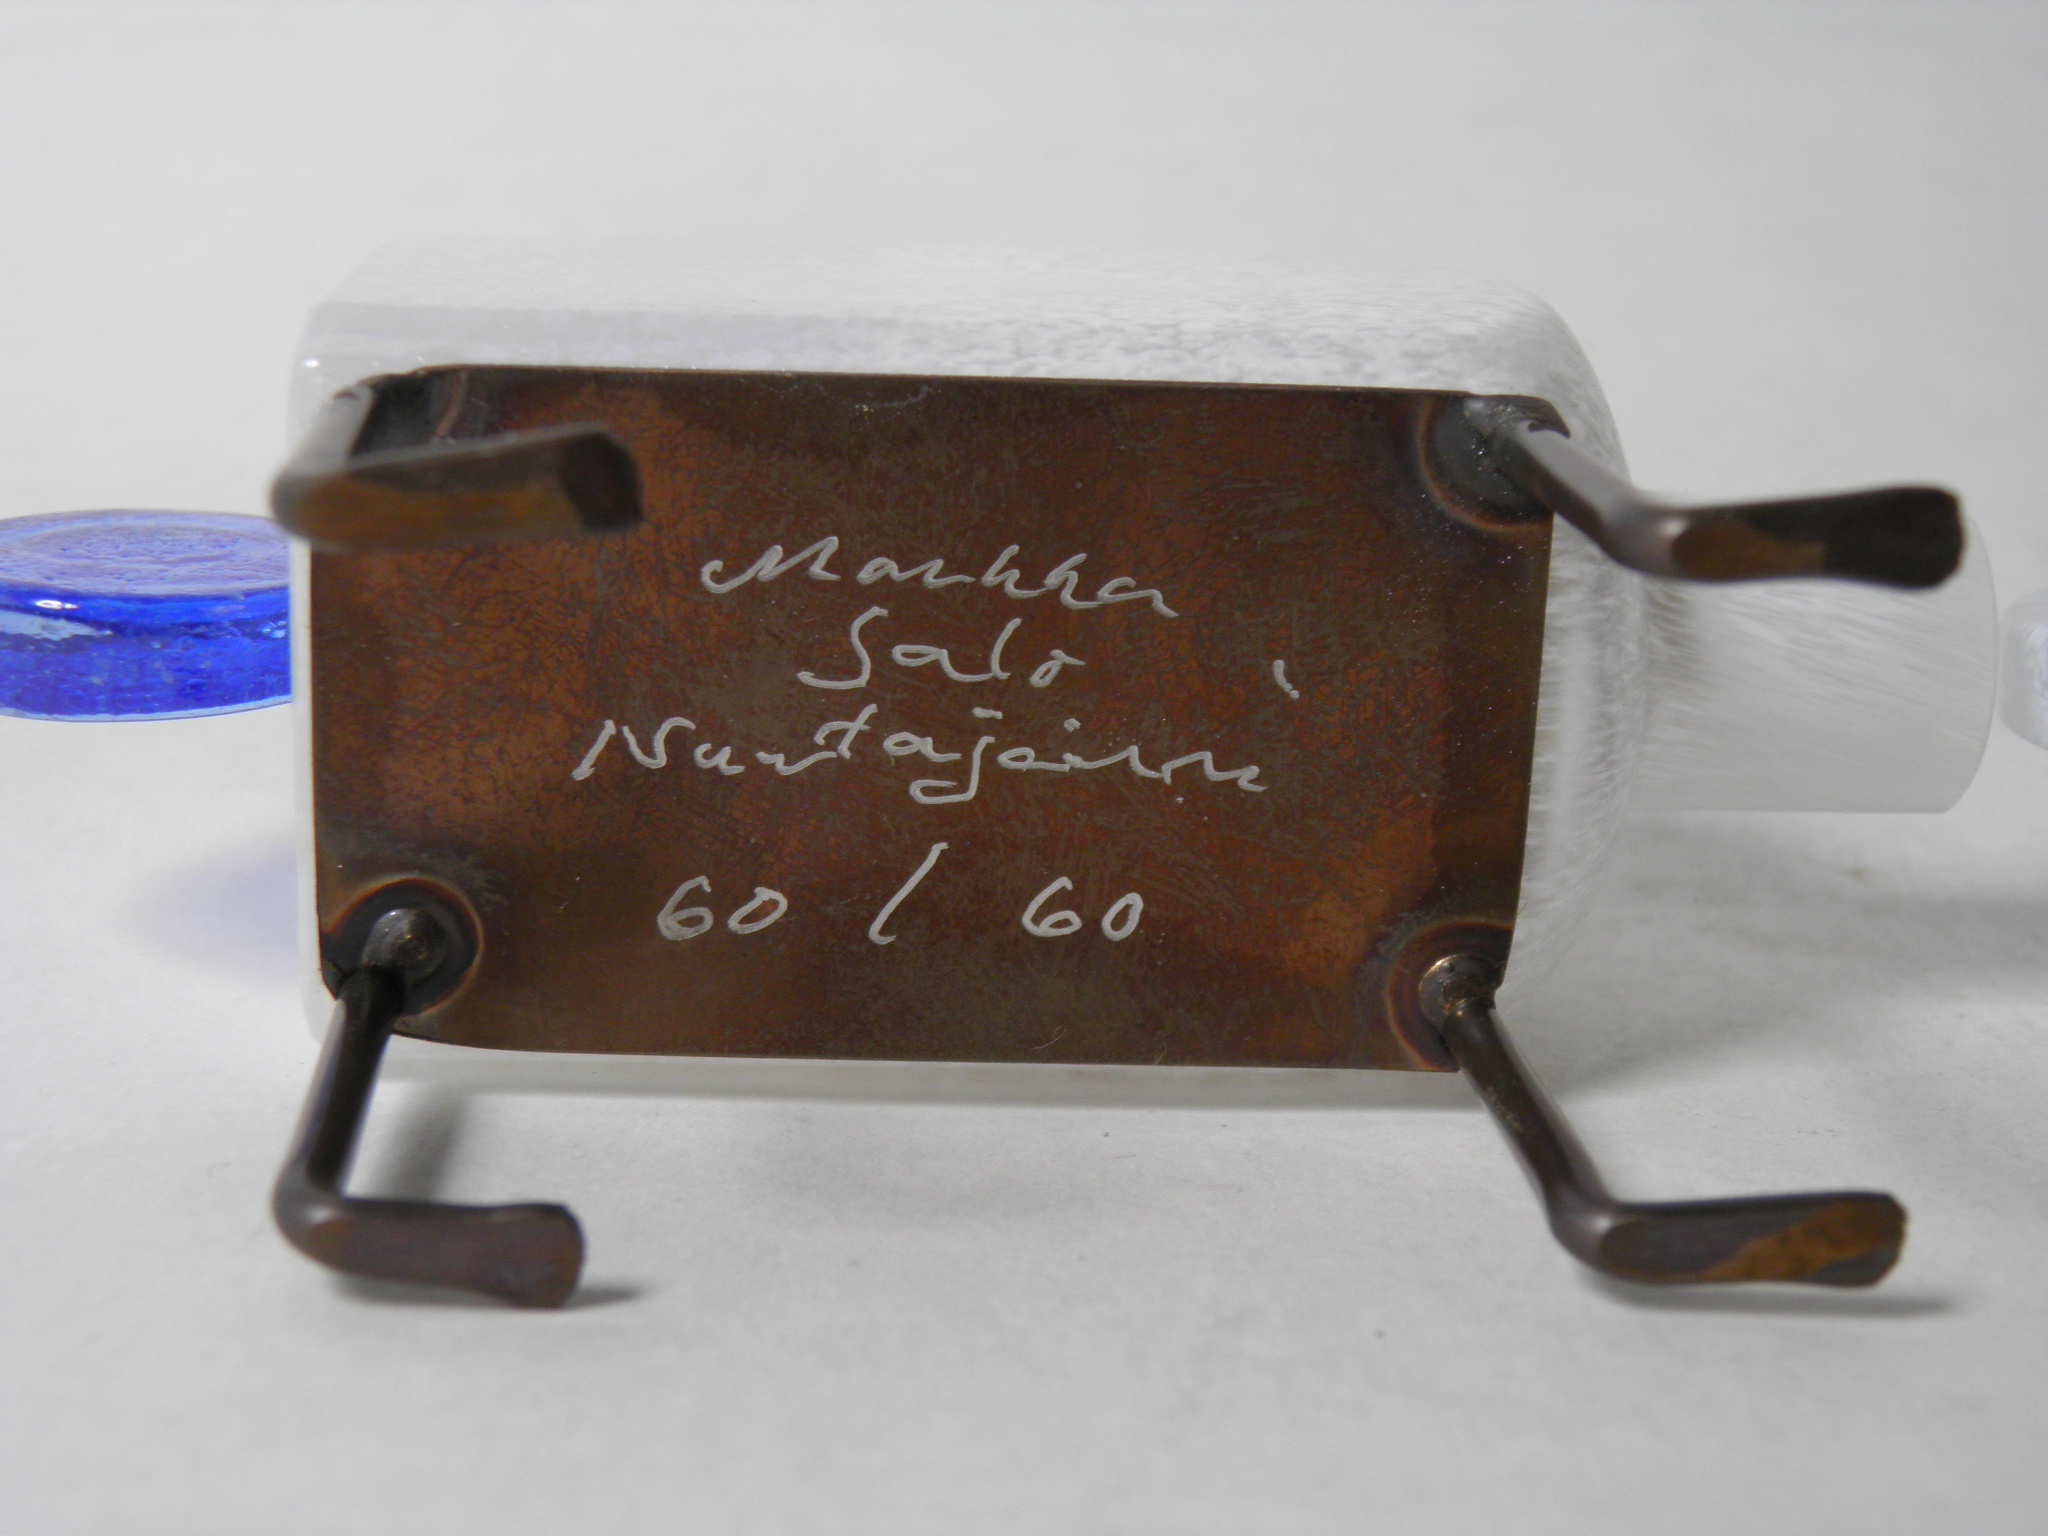 Markku
Salo
Nuutajärvi
60 / 60